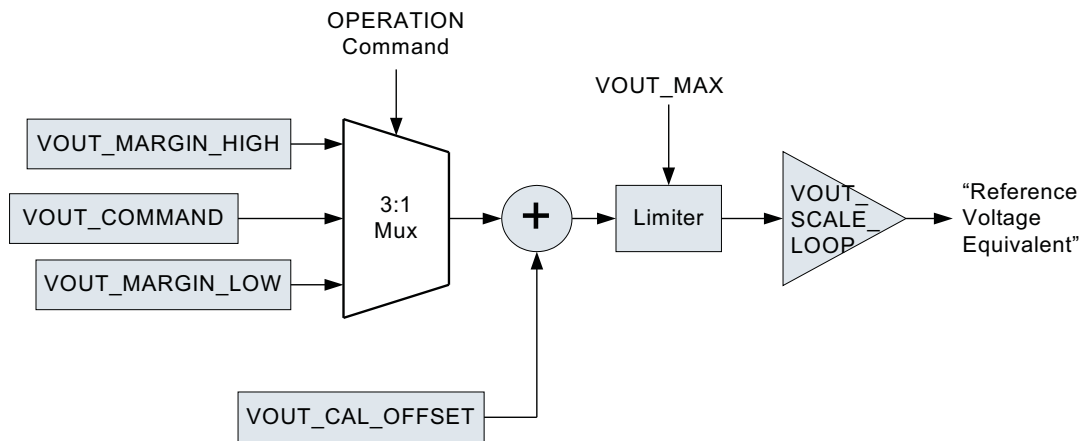 OPERATION
Command
VOUT_MAX
VOUT_MARGIN_HIGH
VOUT_COMMAND
VOUT_MARGIN_LOW
3:1
Mux
+
Limiter
VOUT_
SCALE_
LOOP
“Reference
Voltage
Equivalent”
VOUT_CAL_OFFSET